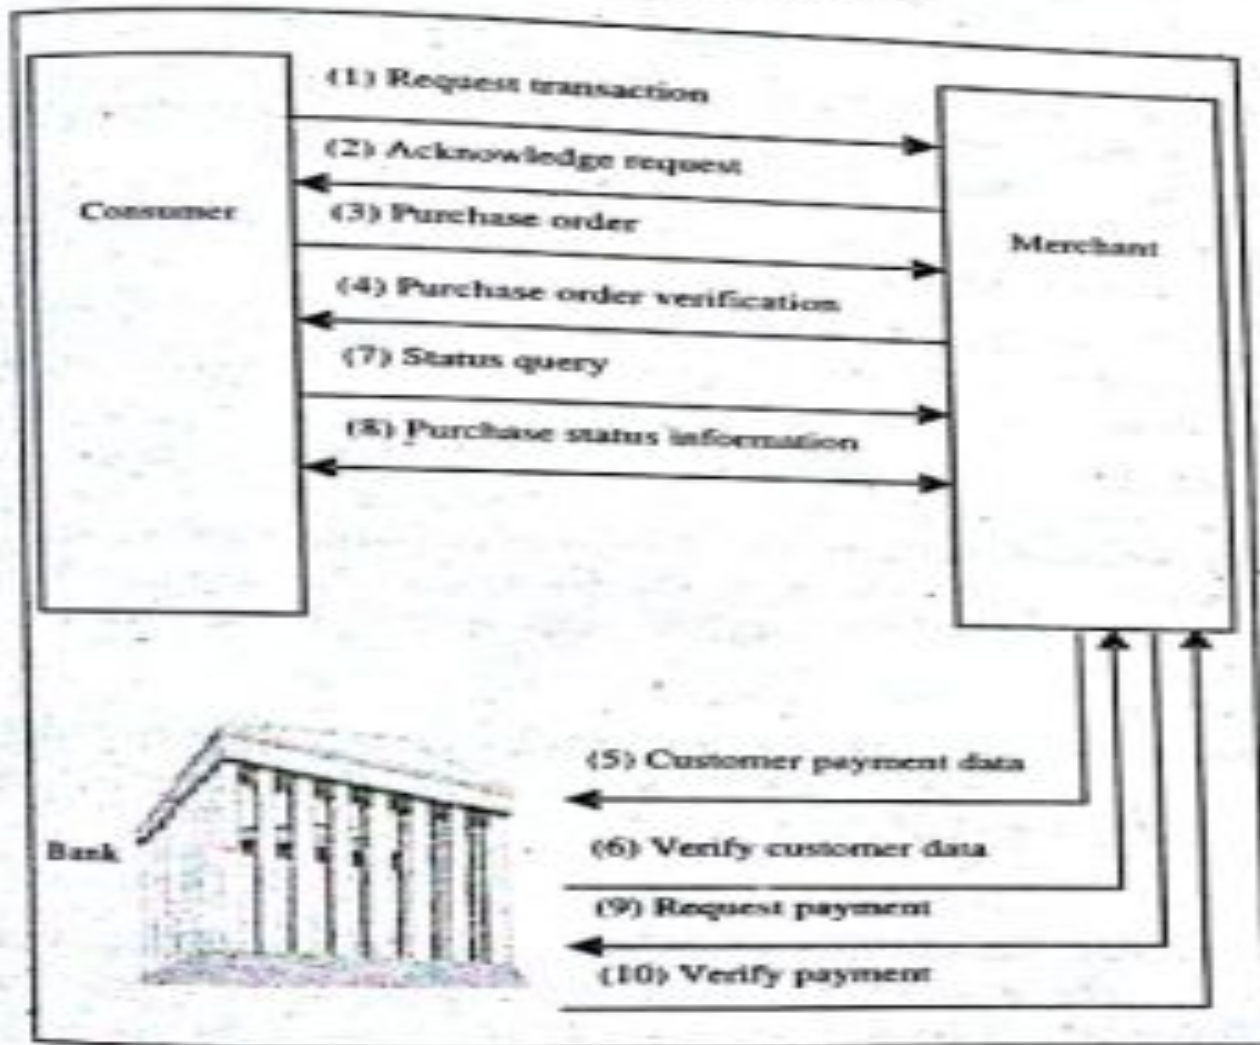 (1) Request transaction
(2) Acknowledge request
Consumer
(3) Purchase order
Merchant
(4) Purchase order verification
(7) Status query
(8) Purchase status information
(5) Customer payment data
Bank
(6) Verify customer data
(9) Request payment
(10) Verify payment